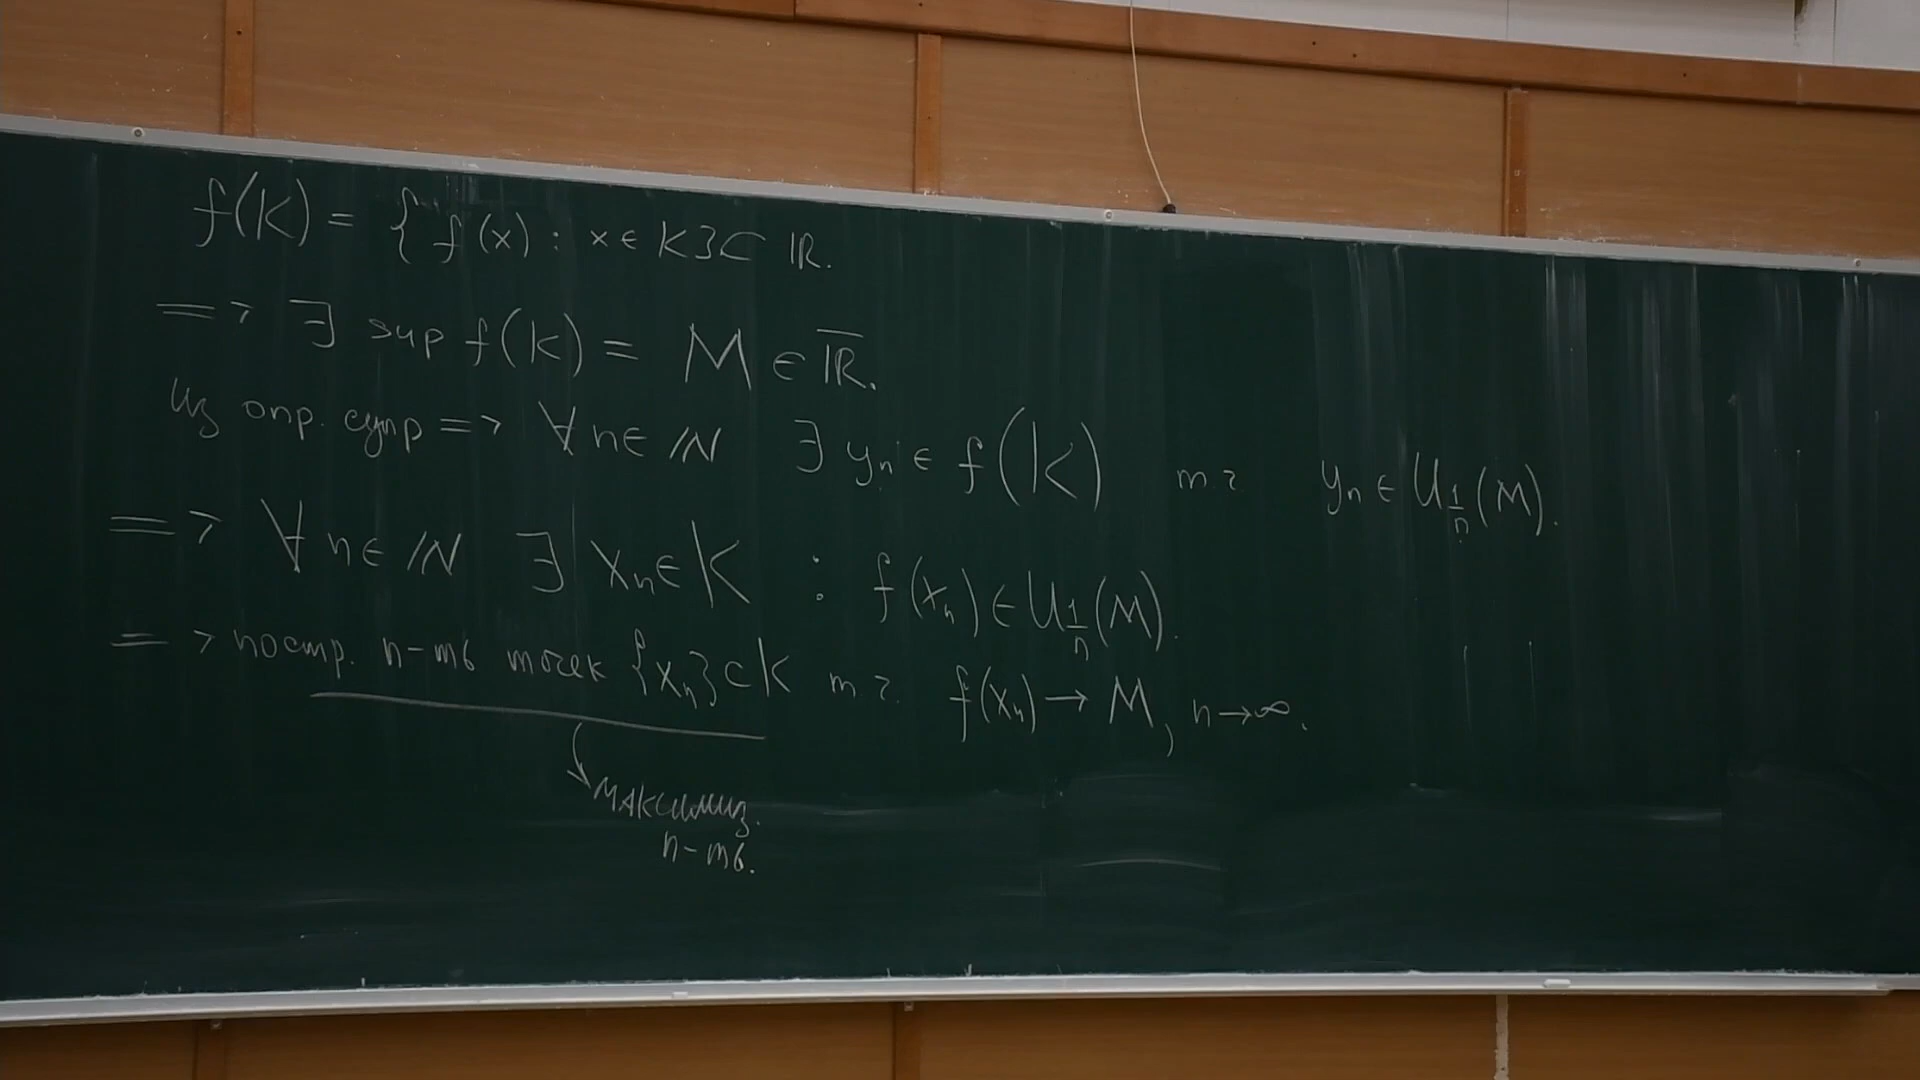 f(K) = { f(x) : x ∈ K } ⊂ ℝ.
=> ∃ sup f(K) = M ∈ ℝ̅.
Из опр. супр => ∀ n ∈ ℕ ∃ yₙ ∈ f(K) т ч yₙ ∈ U_{1/n}(M).
=> ∀ n ∈ ℕ ∃ xₙ ∈ K : f(xₙ) ∈ U_{1/n}(M).
=> постр. п-ть точек {xₙ} ⊂ K т ч. f(xₙ) → M, n → ∞.
максимиз.
п-ть.